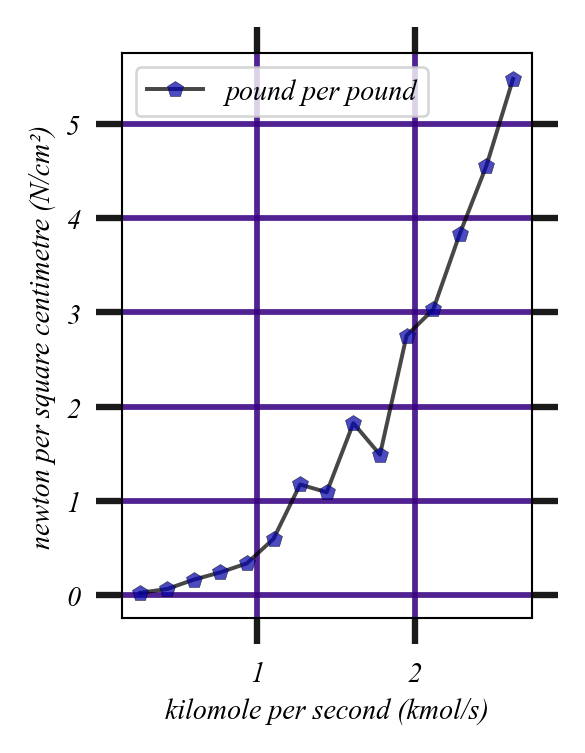 pound per pound
newton per square centimetre (N/cm²)
5
4
3
2
1
0
1
2
kilomole per second (kmol/s)